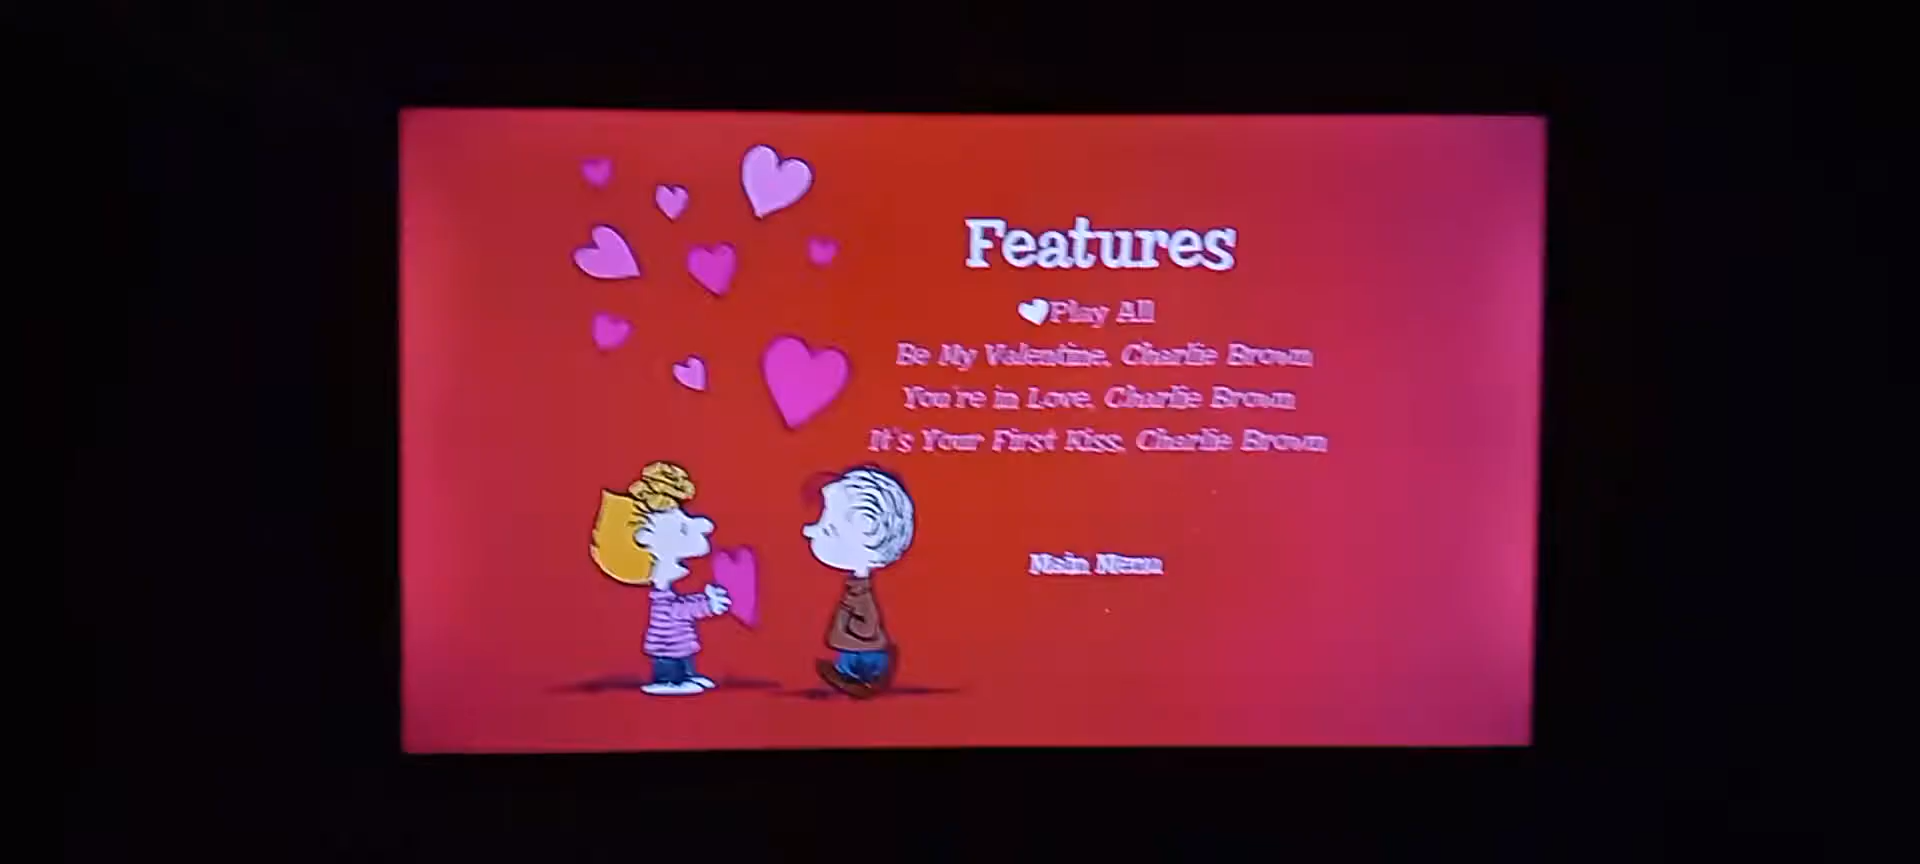 Features
Play All
Be My Valentine, Charlie Brown
You're in Love, Charlie Brown
It's Your First Kiss, Charlie Brown
Main Menu